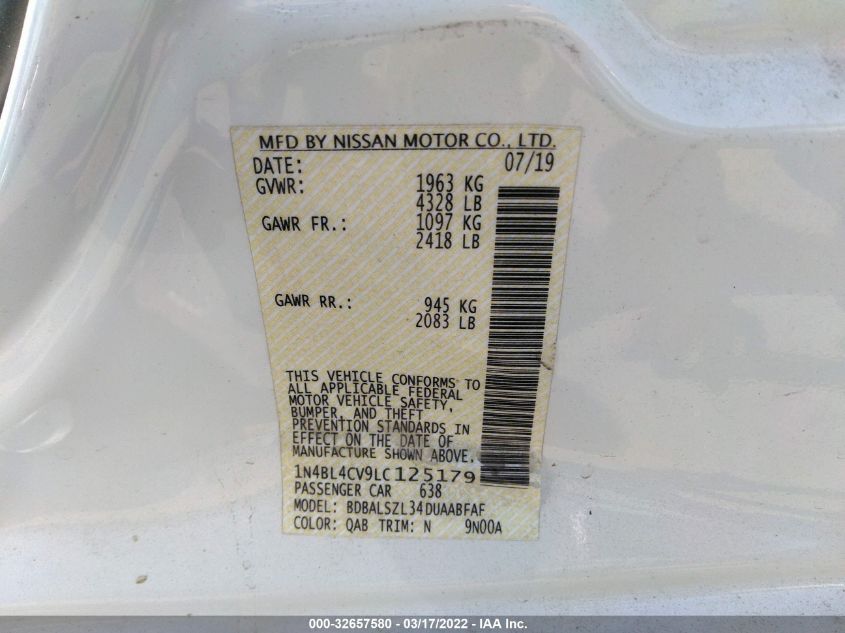 MFD BY NISSAN MOTOR CO., LTD.
DATE: 07/19
GVWR: 1963 KG
4328 LB
GAWR FR.: 1097 KG
2418 LB
GAWR RR.: 945 KG
2083 LB
THIS VEHICLE CONFORMS TO
ALL APPLICABLE FEDERAL
MOTOR VEHICLE SAFETY,
BUMPER, AND THEFT
PREVENTION STANDARDS IN
EFFECT ON THE DATE OF
MANUFACTURE SHOWN ABOVE.
1N4BL4CV9LC125179
PASSENGER CAR 638
MODEL: BDBALSZL34DUAABFAF
COLOR: QAB TRIM: N 9N00A
000-32657580 - 03/17/2022 - IAA Inc.